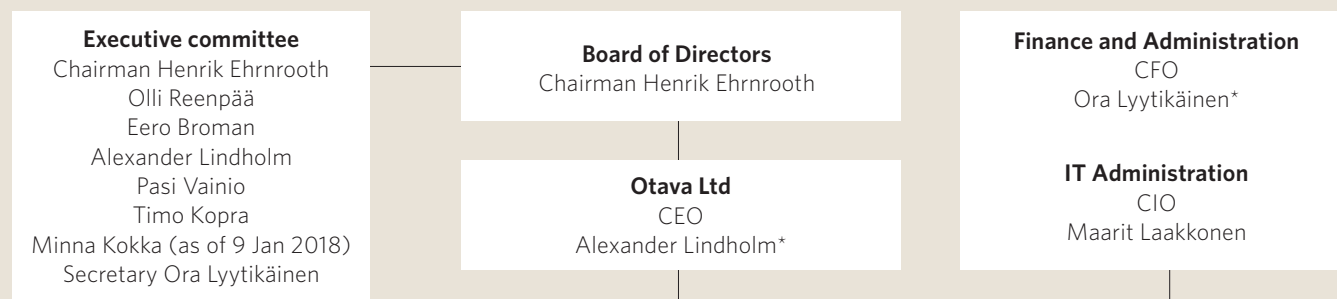 Executive committee
Chairman Henrik Ehrnrooth
Olli Reenpää
Eero Broman
Alexander Lindholm
Pasi Vainio
Timo Kopra
Minna Kokka (as of 9 Jan 2018)
Secretary Ora Lyytikäinen
Board of Directors
Chairman Henrik Ehrnrooth
Otava Ltd
CEO
Alexander Lindholm*
Finance and Administration
CFO
Ora Lyytikäinen*
IT Administration
CIO
Maarit Laakkonen